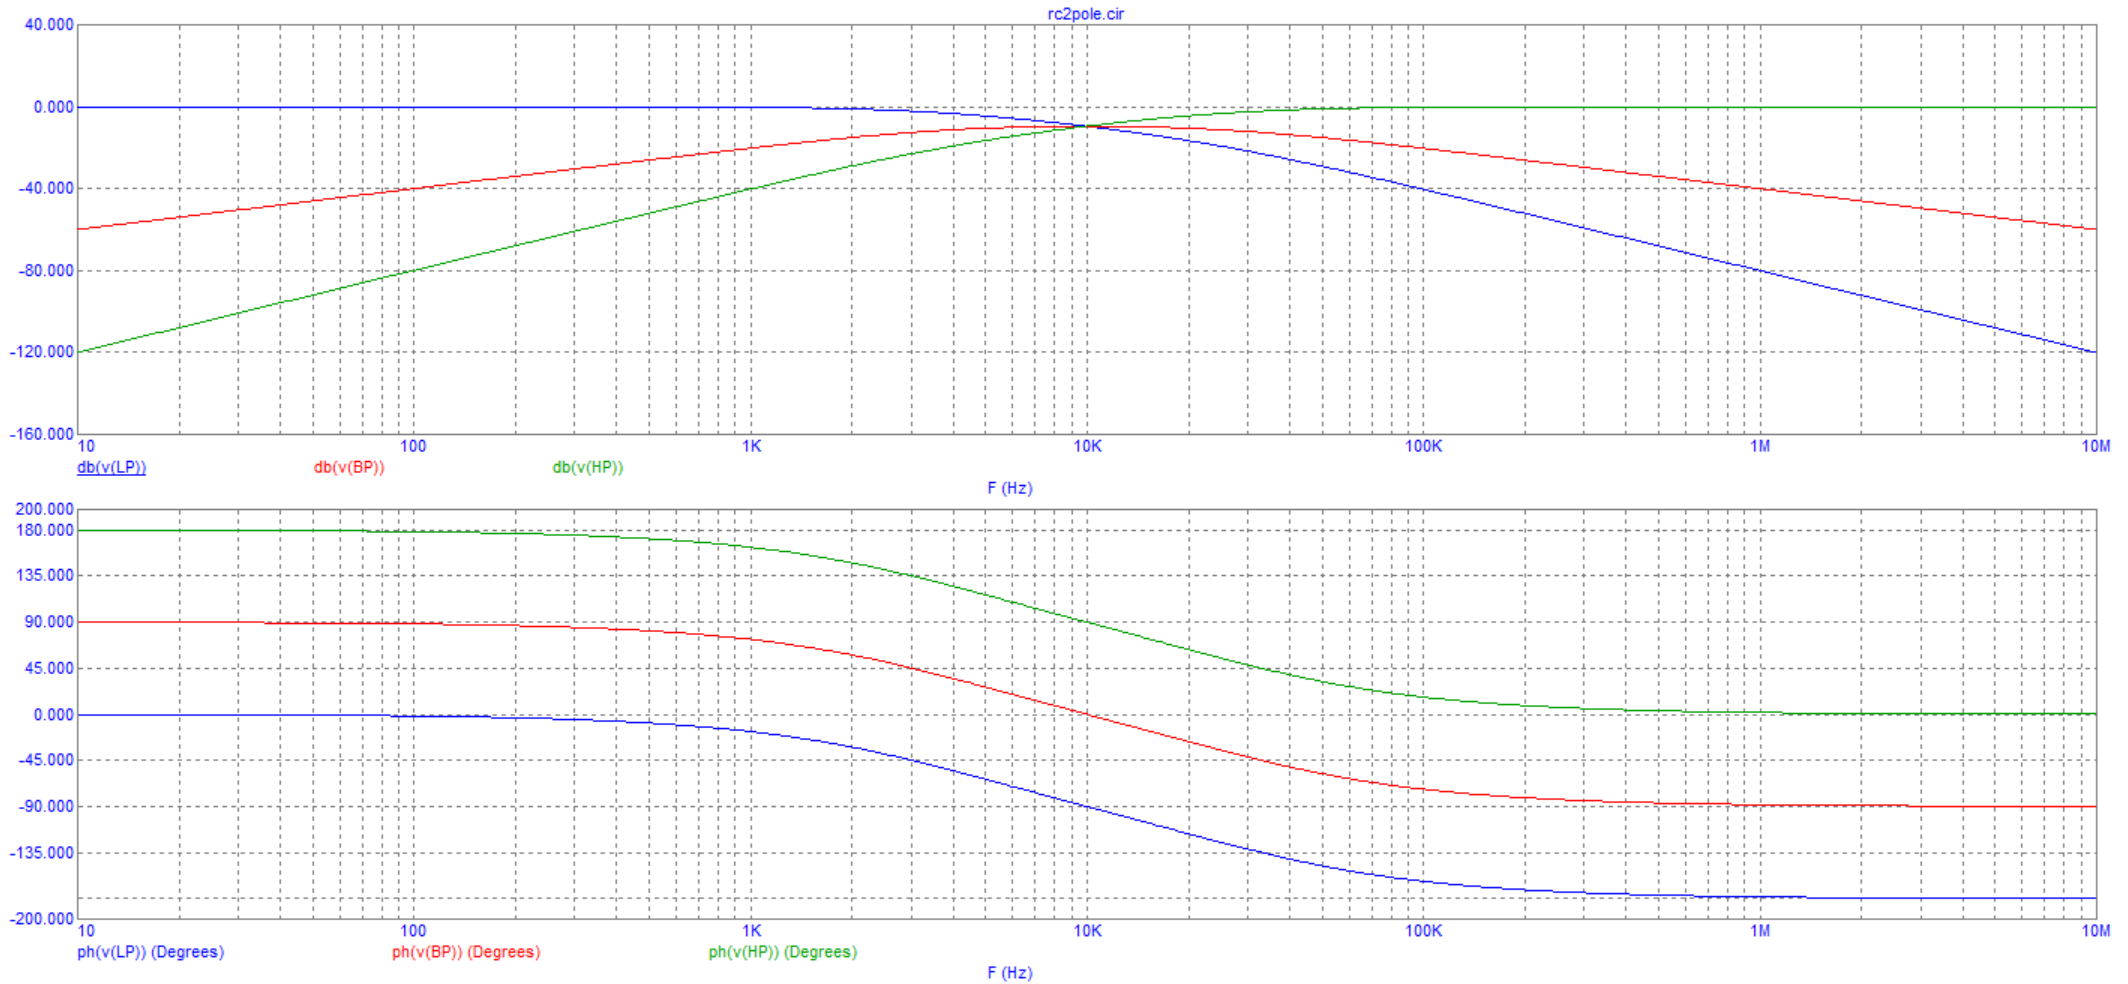 rc2pole.cir
40.000
0.000
-40.000
-80.000
-120.000
-160.000
10 100 1K 10K 100K 1M 10M
db(v(LP)) db(v(BP)) db(v(HP))
F (Hz)
200.000
180.000
135.000
90.000
45.000
0.000
-45.000
-90.000
-135.000
-200.000
10 100 1K 10K 100K 1M 10M
ph(v(LP)) (Degrees) ph(v(BP)) (Degrees) ph(v(HP)) (Degrees)
F (Hz)